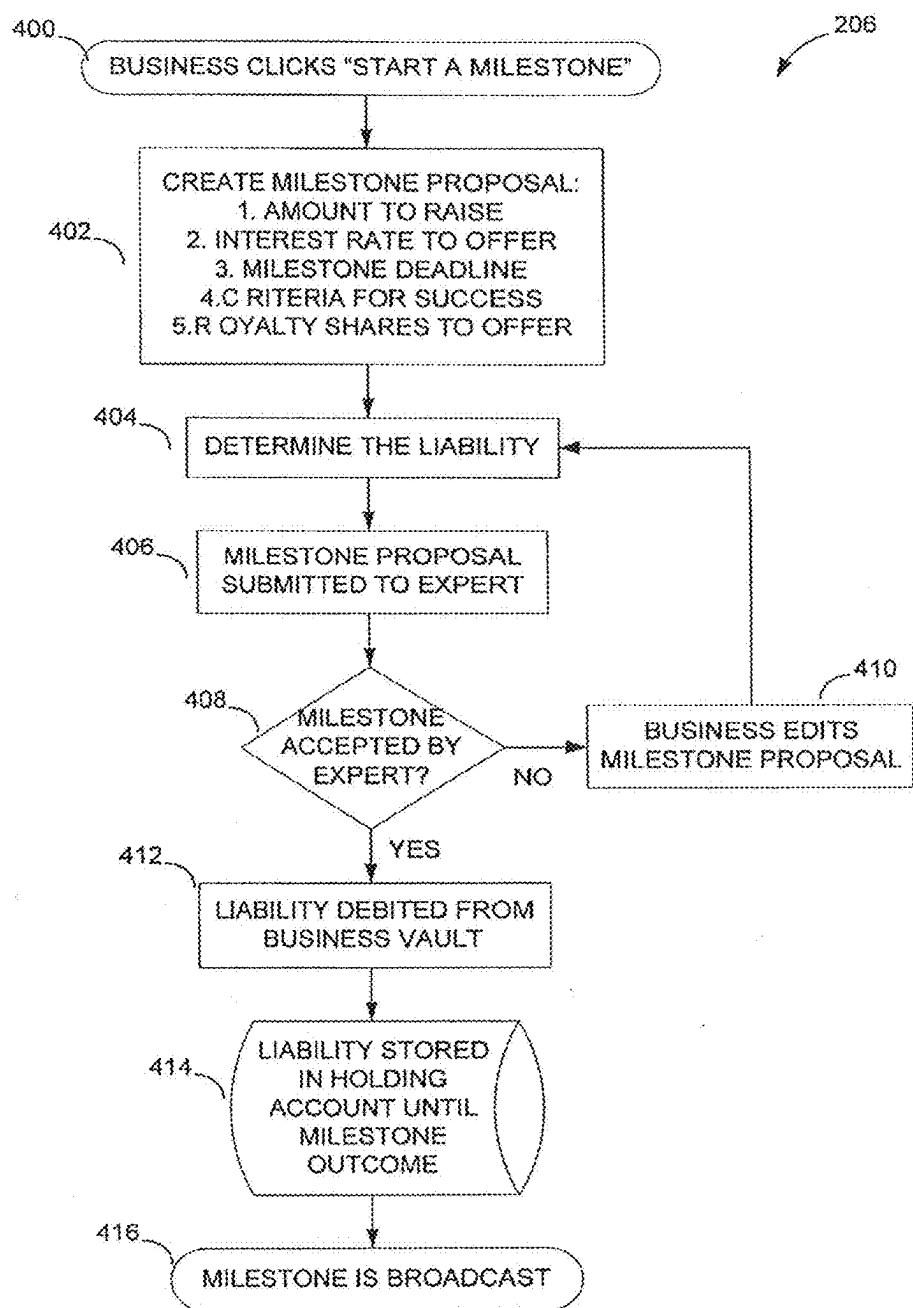 400
206
BUSINESS CLICKS "START A MILESTONE"
402
CREATE MILESTONE PROPOSAL:
1. AMOUNT TO RAISE
2. INTEREST RATE TO OFFER
3. MILESTONE DEADLINE
4.C RITERIA FOR SUCCESS
5.R OYALTY SHARES TO OFFER
404
DETERMINE THE LIABILITY
406
MILESTONE PROPOSAL
SUBMITTED TO EXPERT
408
MILESTONE
ACCEPTED BY
EXPERT?
NO
410
BUSINESS EDITS
MILESTONE PROPOSAL
YES
412
LIABILITY DEBITED FROM
BUSINESS VAULT
414
LIABILITY STORED
IN HOLDING
ACCOUNT UNTIL
MILESTONE
OUTCOME
416
MILESTONE IS BROADCAST